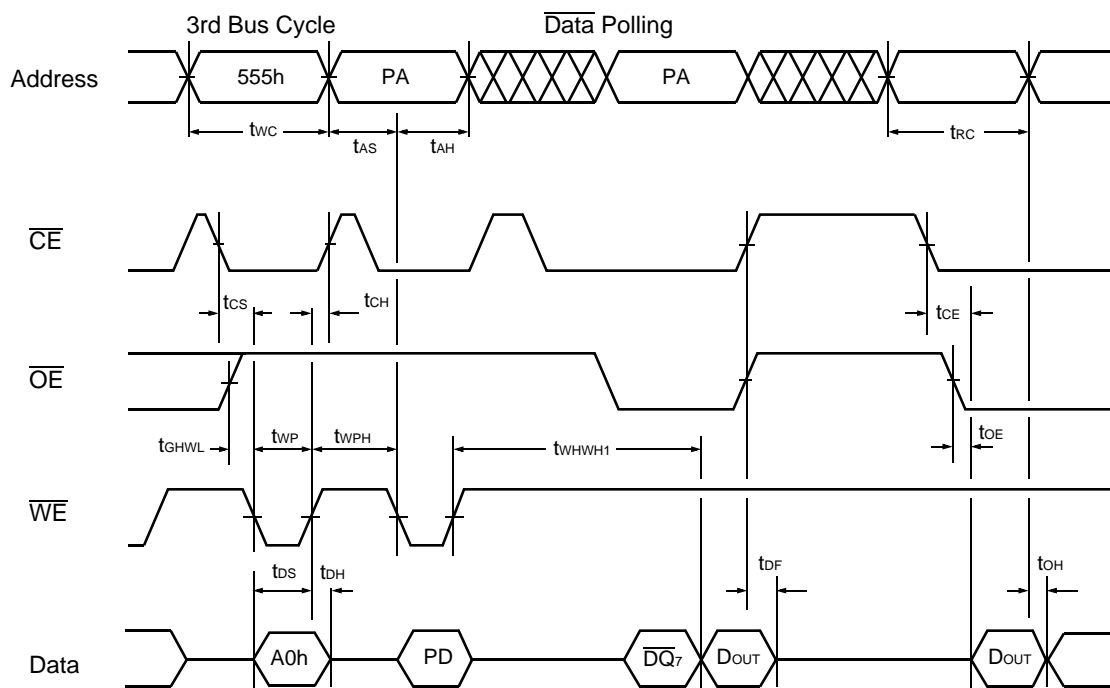 3rd Bus Cycle Data Polling
Address 555h PA PA
tWC tAS tAH tRC
CE
tCS tCH tCE
OE
tGHWL tWP tWPH tWHWH1 tOE
WE
tDS tDH tDF tOH
Data A0h PD DQ7 DOUT DOUT